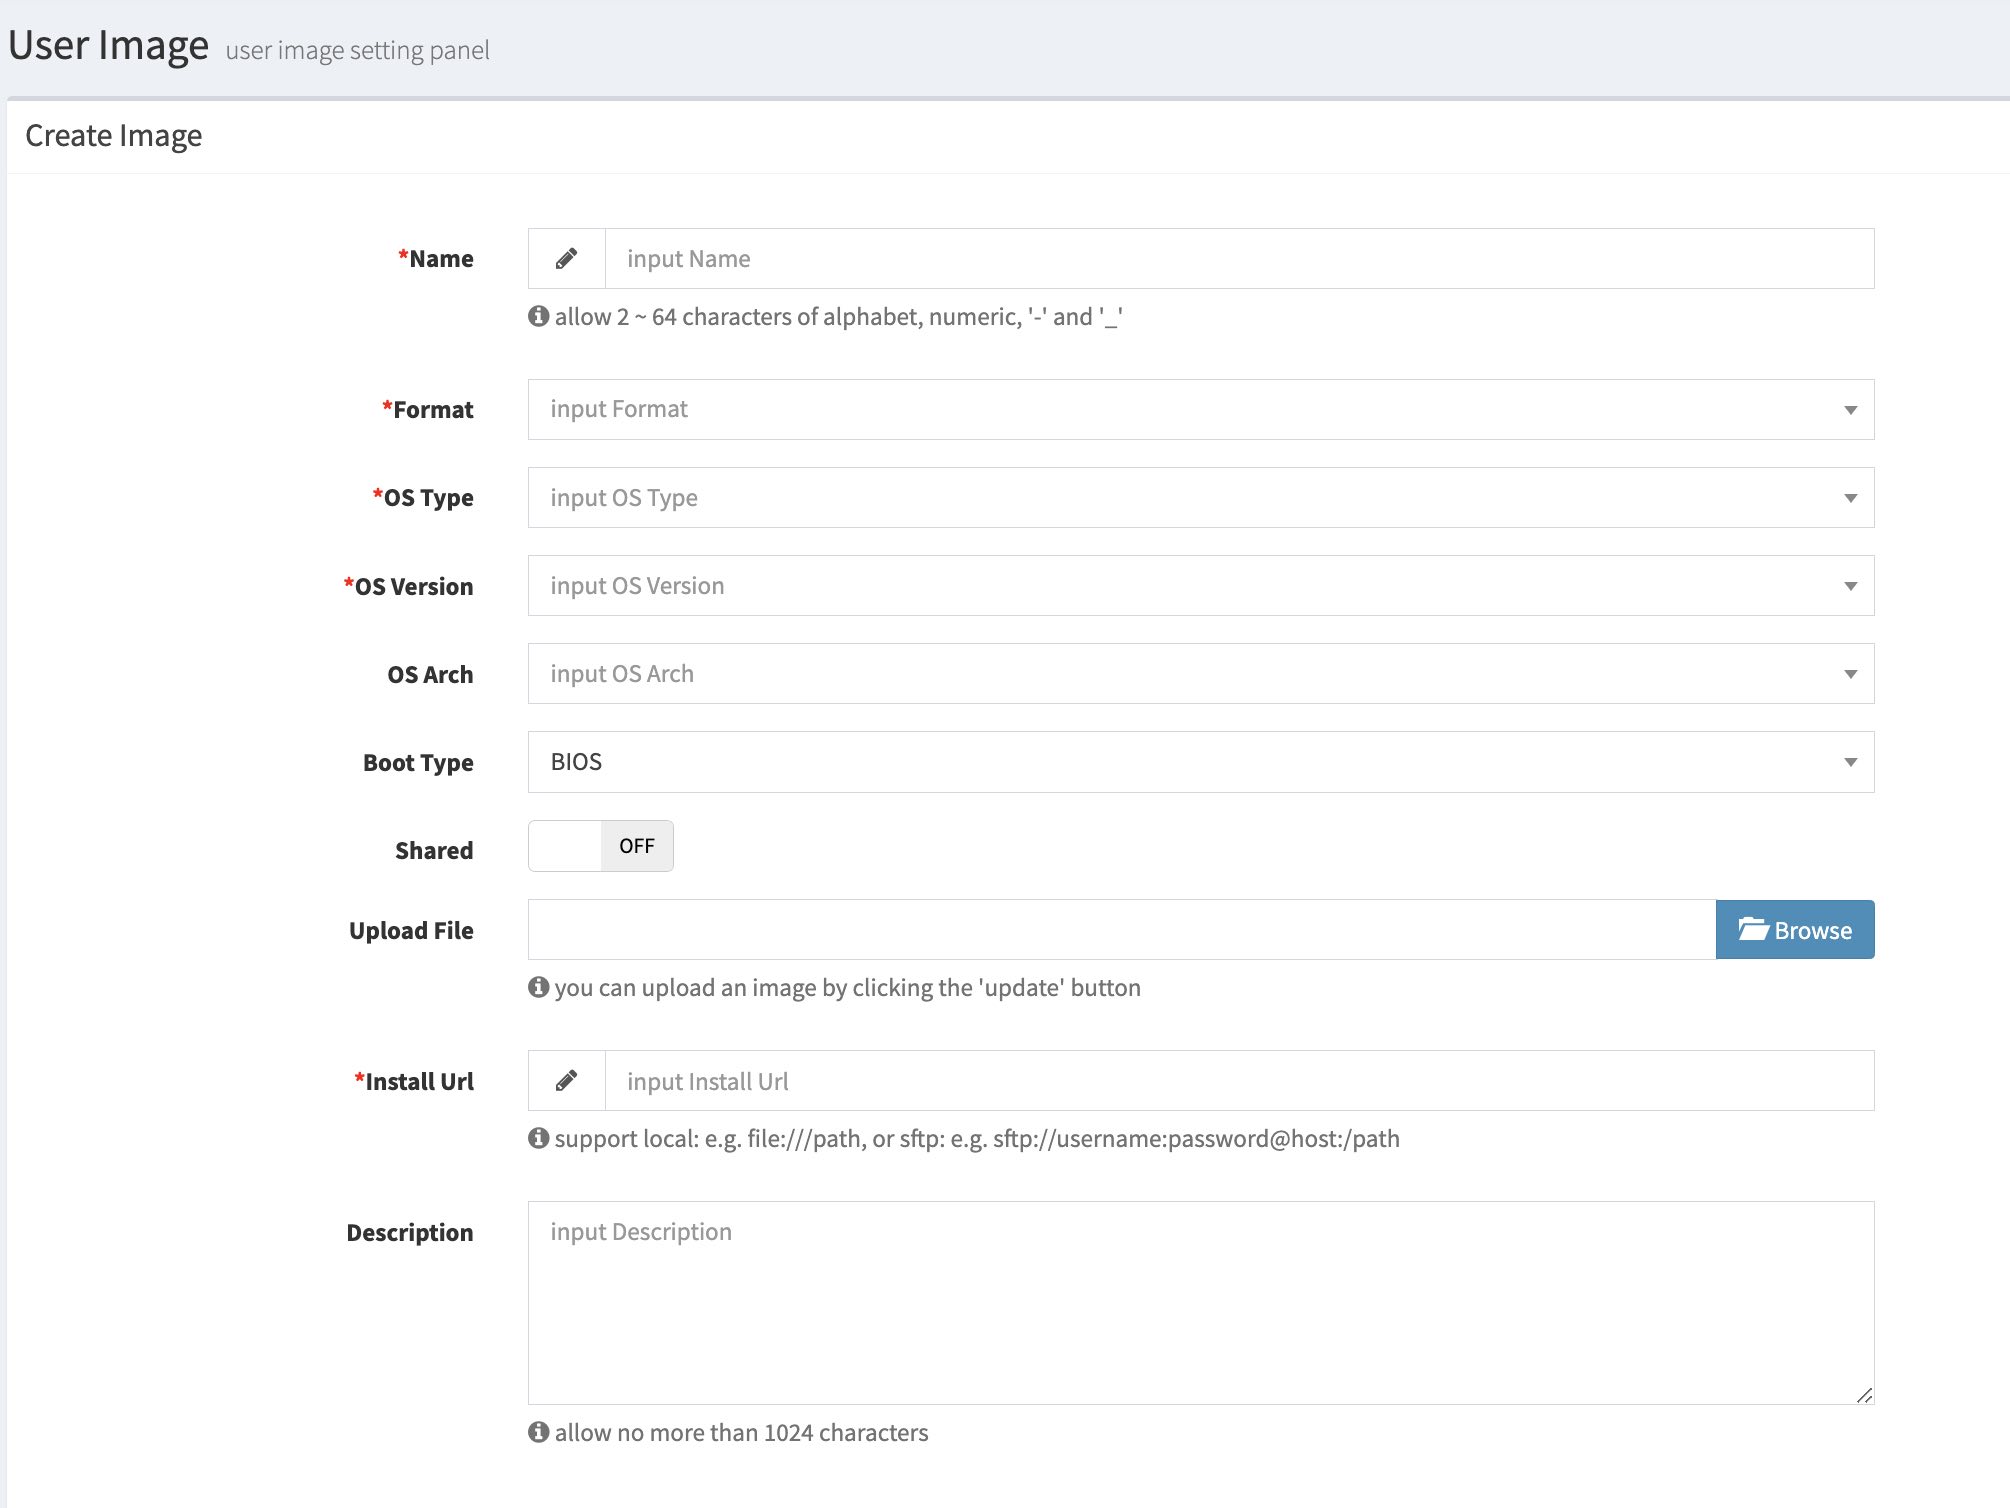 User Image user image setting panel
Create Image
*Name input Name
allow 2 ~ 64 characters of alphabet, numeric, '-' and '_'
*Format input Format
*OS Type input OS Type
*OS Version input OS Version
OS Arch input OS Arch
Boot Type BIOS
Shared OFF
Upload File Browse
you can upload an image by clicking the 'update' button
*Install Url input Install Url
support local: e.g. file:///path, or sftp: e.g. sftp://username:password@host:/path
Description input Description
allow no more than 1024 characters